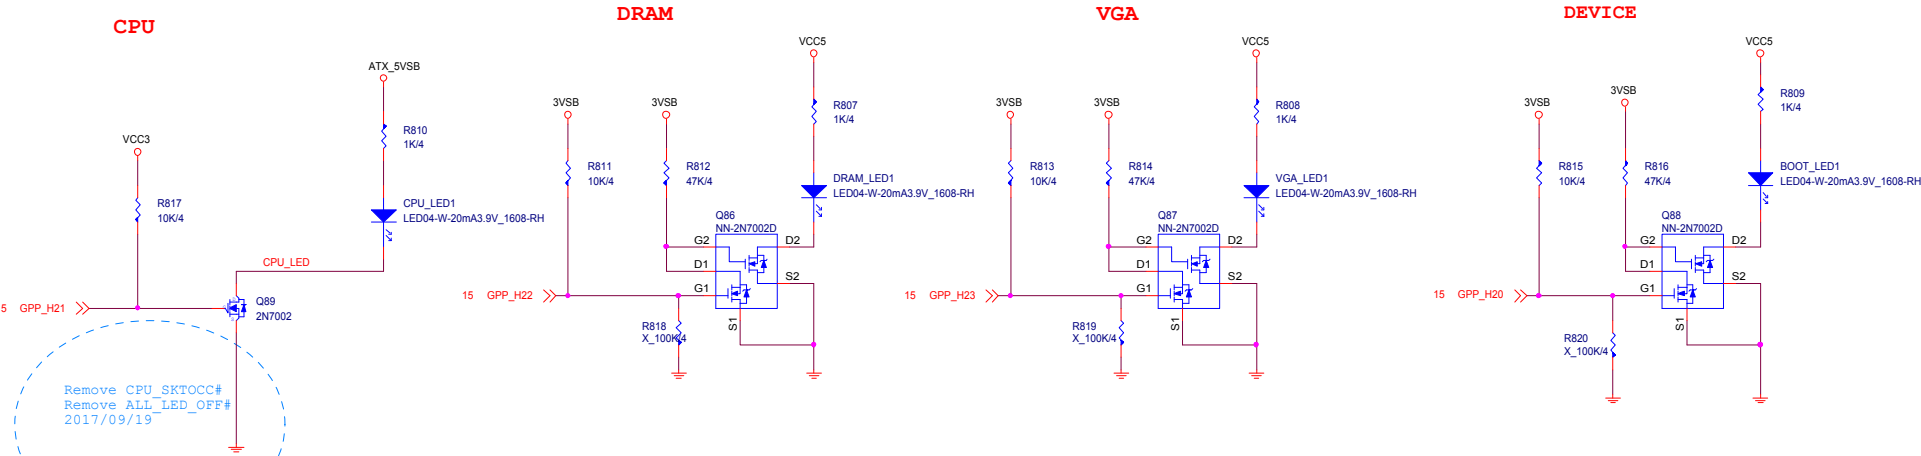 CPU
ATX_5VSB
R810
1K/4
VCC3
R817
10K/4
CPU_LED1
LED04-W-20mA3.9V_1608-RH
CPU_LED
5 GPP_H21
Q89
2N7002
Remove CPU_SKTOCC#
Remove ALL_LED_OFF#
2017/09/19
DRAM
VCC5
3VSB
3VSB
R807
1K/4
R811
10K/4
R812
47K/4
DRAM_LED1
LED04-W-20mA3.9V_1608-RH
Q86
NN-2N7002D
G2
D2
D1
S2
15 GPP_H22
G1
S1
R818
X_100K/4
VGA
VCC5
3VSB
3VSB
R808
1K/4
R813
10K/4
R814
47K/4
VGA_LED1
LED04-W-20mA3.9V_1608-RH
Q87
NN-2N7002D
G2
D2
D1
S2
15 GPP_H23
G1
S1
R819
X_100K/4
DEVICE
VCC5
3VSB
3VSB
R809
1K/4
R815
10K/4
R816
47K/4
BOOT_LED1
LED04-W-20mA3.9V_1608-RH
Q88
NN-2N7002D
G2
D2
D1
S2
15 GPP_H20
G1
S1
R820
X_100K/4